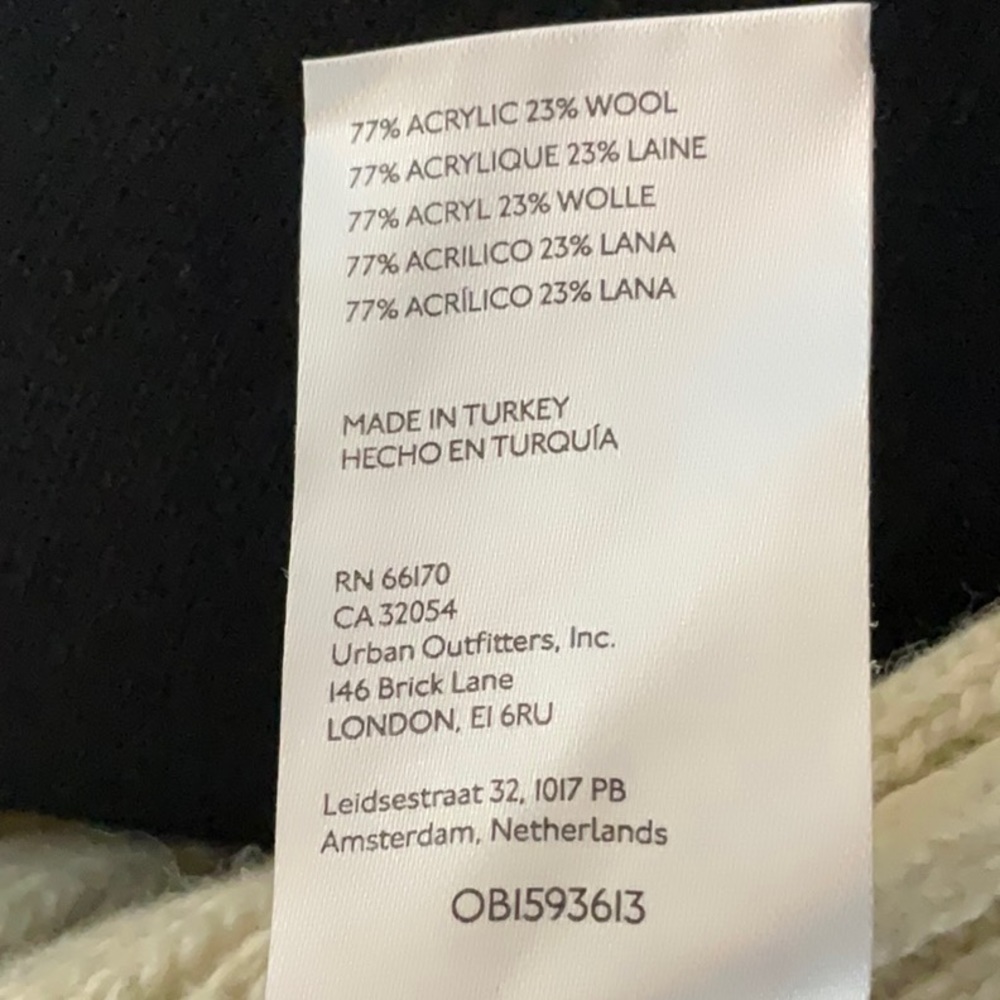 77% ACRYLIC 23% WOOL
77% ACRYLIQUE 23% LAINE
77% ACRYL 23% WOLLE
77% ACRILICO 23% LANA
77% ACRÍLICO 23% LANA
MADE IN TURKEY
HECHO EN TURQUÍA
RN 66170
CA 32054
Urban Outfitters, Inc.
146 Brick Lane
LONDON, E1 6RU
Leidsestraat 32, 1017 PB
Amsterdam, Netherlands
OB1593613